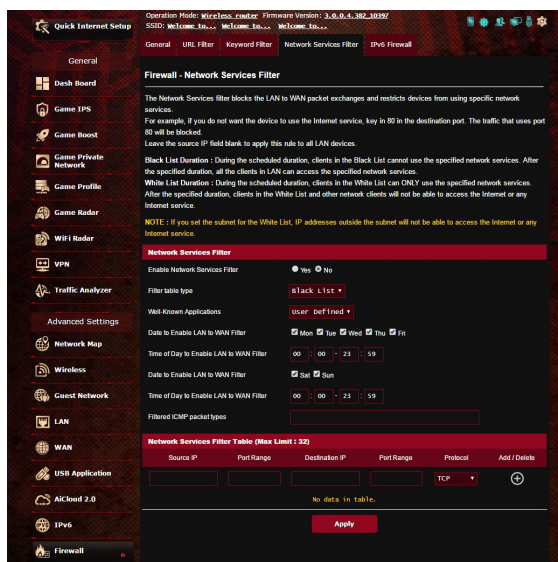 Quick Internet Setup
General
Dash Board
Game IPS
Game Boost
Game Private
Network
Game Profile
Game Radar
WiFi Radar
VPN
Traffic Analyzer
Advanced Settings
Network Map
Wireless
Guest Network
LAN
WAN
USB Application
AiCloud 2.0
IPv6
Firewall
Operation Mode: Wireless router Firmware Version: 3.0.0.4.382_10397
SSID: Welcome to... Welcome to... Welcome to...
General URL Filter Keyword Filter Network Services Filter IPv6 Firewall
Firewall - Network Services Filter
The Network Services filter blocks the LAN to WAN packet exchanges and restricts devices from using specific network
services.
For example, if you do not want the device to use the Internet service, key in 80 in the destination port. The traffic that uses port
80 will be blocked.
Leave the source IP field blank to apply this rule to all LAN devices.
Black List Duration : During the scheduled duration, clients in the Black List cannot use the specified network services. After
the specified duration, all the clients in LAN can access the specified network services.
White List Duration : During the scheduled duration, clients in the White List can ONLY use the specified network services.
After the specified duration, clients in the White List and other network clients will not be able to access the Internet or any
Internet service.
NOTE : If you set the subnet for the White List, IP addresses outside the subnet will not be able to access the Internet or any
Internet service.
Network Services Filter
Enable Network Services Filter Yes No
Filter table type Black List
Well-Known Applications User Defined
Date to Enable LAN to WAN Filter Mon Tue Wed Thu Fri
Time of Day to Enable LAN to WAN Filter 00 : 00 - 23 : 59
Date to Enable LAN to WAN Filter Sat Sun
Time of Day to Enable LAN to WAN Filter 00 : 00 - 23 : 59
Filtered ICMP packet types
Network Services Filter Table (Max Limit : 32)
Source IP Port Range Destination IP Port Range Protocol Add / Delete
TCP
No data in table.
Apply